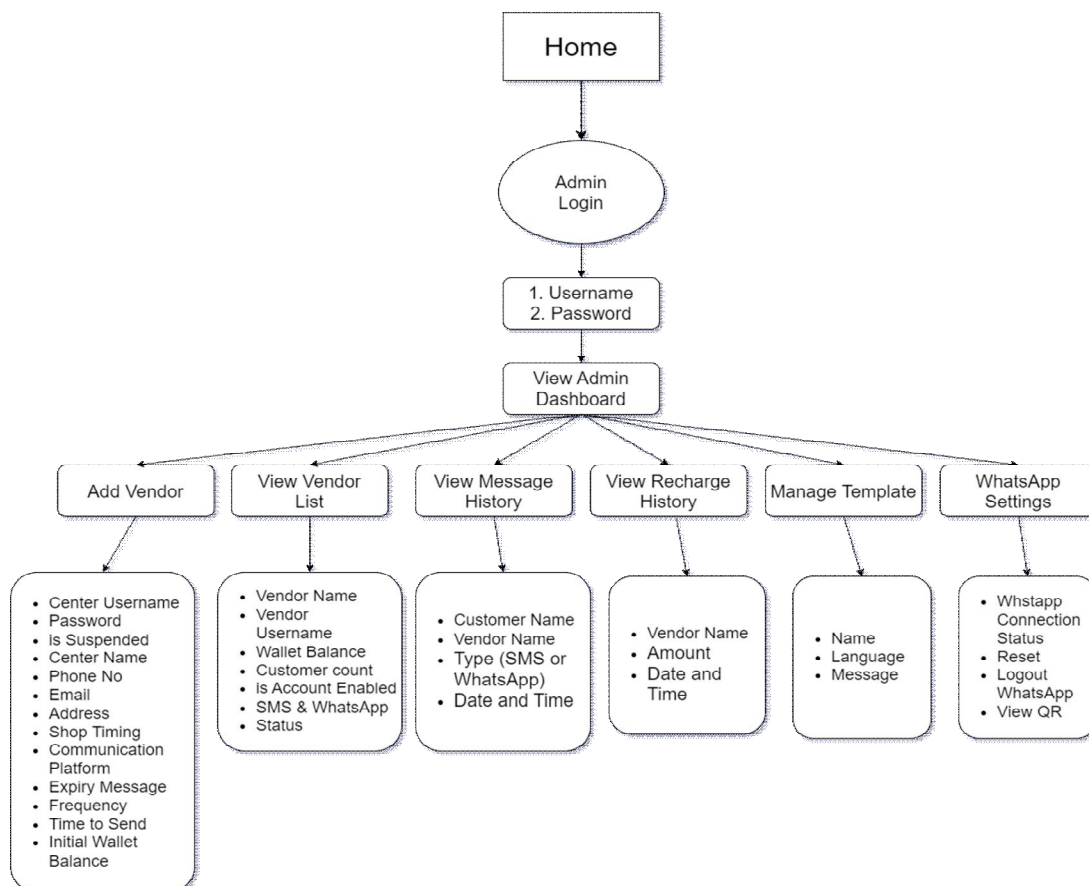 Home
Admin
Login
1. Username
2. Password
View Admin
Dashboard
Add Vendor
View Vendor
List
View Message
History
View Recharge
History
Manage Template
WhatsApp
Settings
• Center Username
• Password
• is Suspended
• Center Name
• Phone No
• Email
• Address
• Shop Timing
• Communication
Platform
• Expiry Message
• Frequency
• Time to Send
• Initial Wallet
Balance
• Vendor Name
• Vendor
Username
• Wallet Balance
• Customer count
• is Account Enabled
• SMS & WhatsApp
• Status
• Customer Name
• Vendor Name
• Type (SMS or
WhatsApp)
• Date and Time
• Vendor Name
• Amount
• Date and
Time
• Name
• Language
• Message
• Whstapp
Connection
Status
• Reset
• Logout
WhatsApp
• View QR